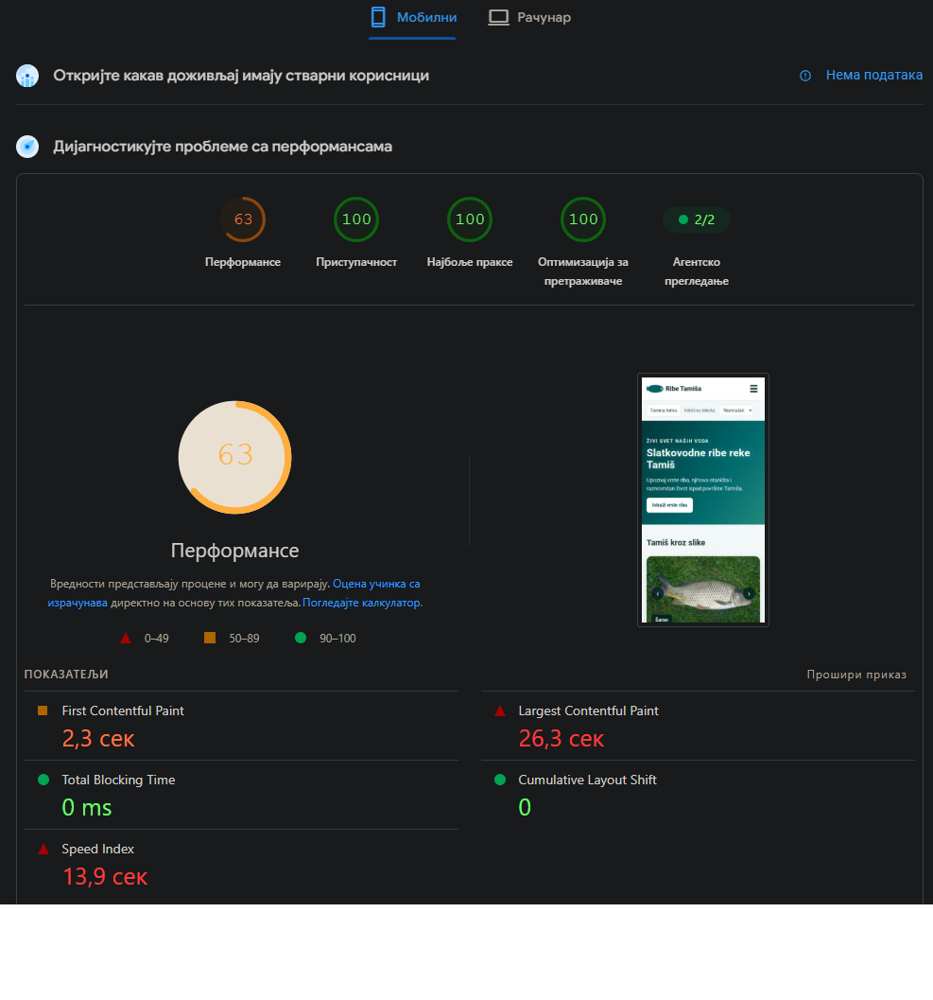 Мобилни
Рачунар
Откријте какав доживљај имају стварни корисници
Нема података
Дијагностикујте проблеме са перформансама
63
100
100
100
2/2
Перформансе
Приступачност
Најбоље праксе
Оптимизација за претраживаче
Агентско прегледање
63
Перформансе
Вредности представљају процене и могу да варирају. Оцена учинка са
израчунава директно на основу тих показатеља. Погледајте калкулатор.
0–49
50–89
90–100
Ribe Tamiša
Tamna tema
Veličina teksta
Normalan
ŽIVI SVET NAŠIH VODA
Slatkovodne ribe reke
Tamiš
Upoznaj vrste riba, njihova staništa i
raznovrstan život ispod površine Tamiša.
Istraži vrste riba
Tamiš kroz slike
Šaran
ПОКАЗАТЕЉИ
Прошири приказ
First Contentful Paint
2,3 сек
Largest Contentful Paint
26,3 сек
Total Blocking Time
0 ms
Cumulative Layout Shift
0
Speed Index
13,9 сек